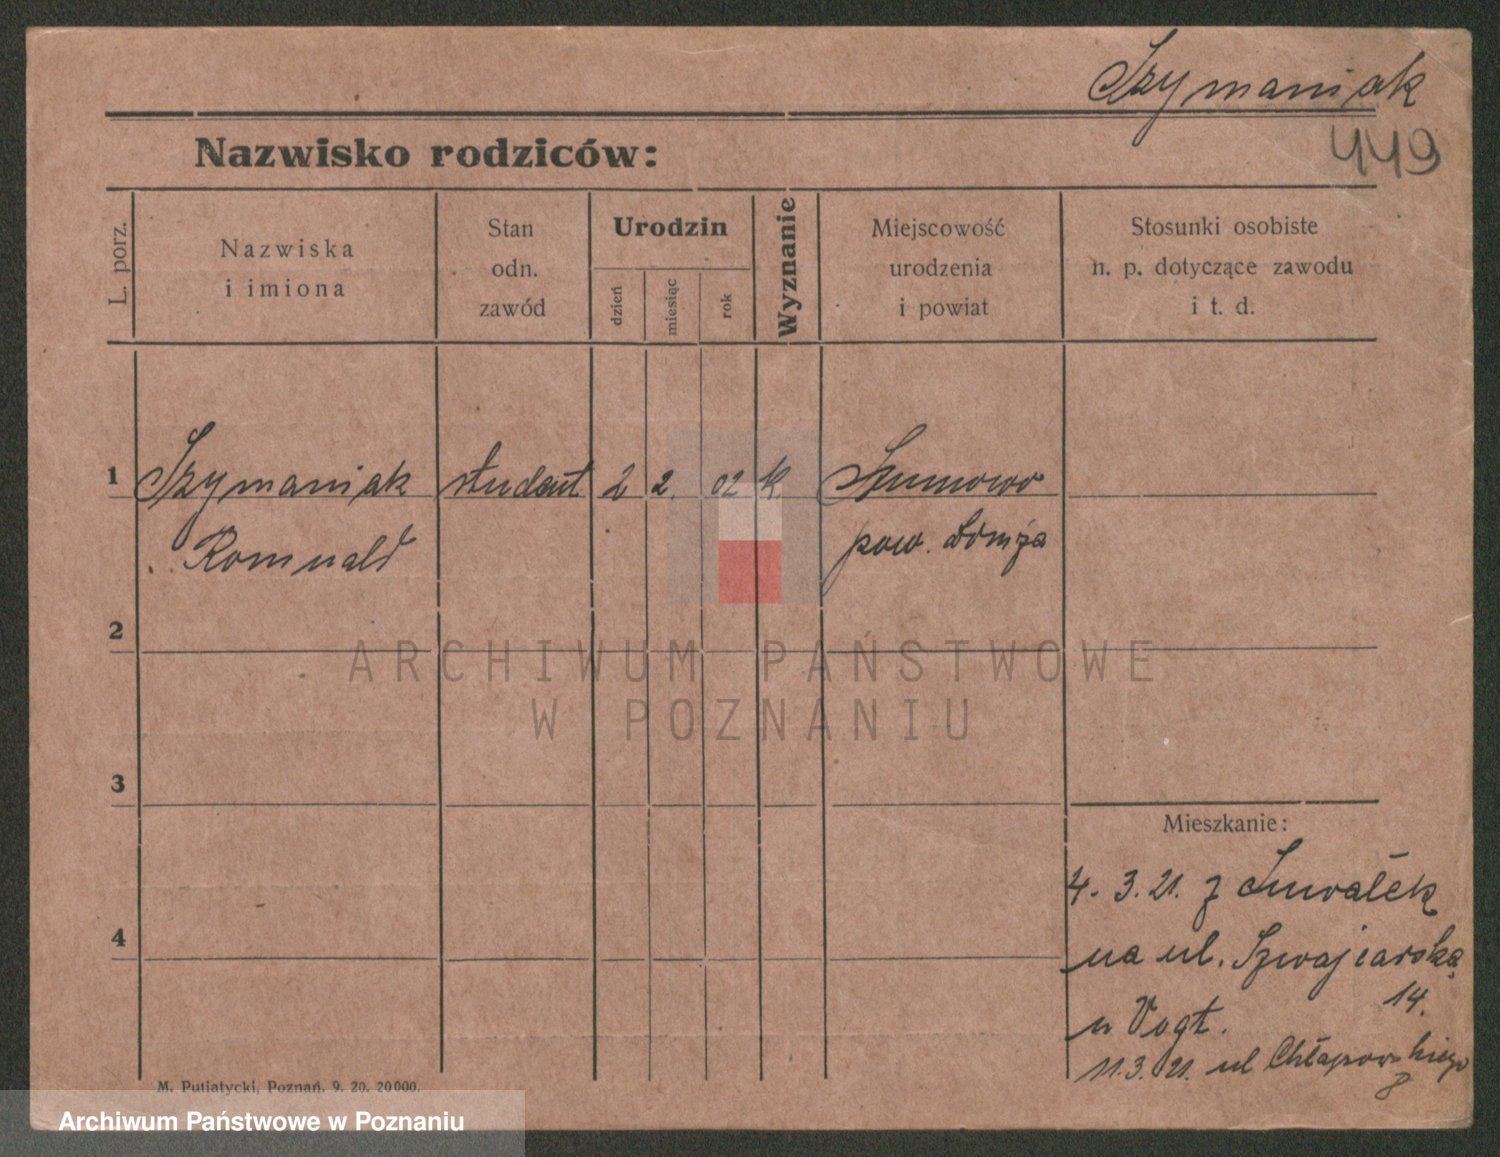 Szymaniak
449
Nazwisko rodziców:
L. porz.
Nazwiska
i imiona
Stan
odn.
zawód
Urodzin
dzień
miesiąc
rok
Wyznanie
Miejscowość
urodzenia
i powiat
Stosunki osobiste
n. p. dotyczące zawodu
i t. d.
1 Szymaniak student 2 2. 02 k. Szumowo
Romuald pow. Łomża
2
ARCHIWUM PAŃSTWOWE
W POZNANIU
3
Mieszkanie:
4. 3. 21. z Suwałek
4
na ul. Szwajcarską
14.
u Vogt.
11.3.21. ul Chłapowskiego
8
M. Putiatycki, Poznań. 9. 20. 20000.
Archiwum Państwowe w Poznaniu